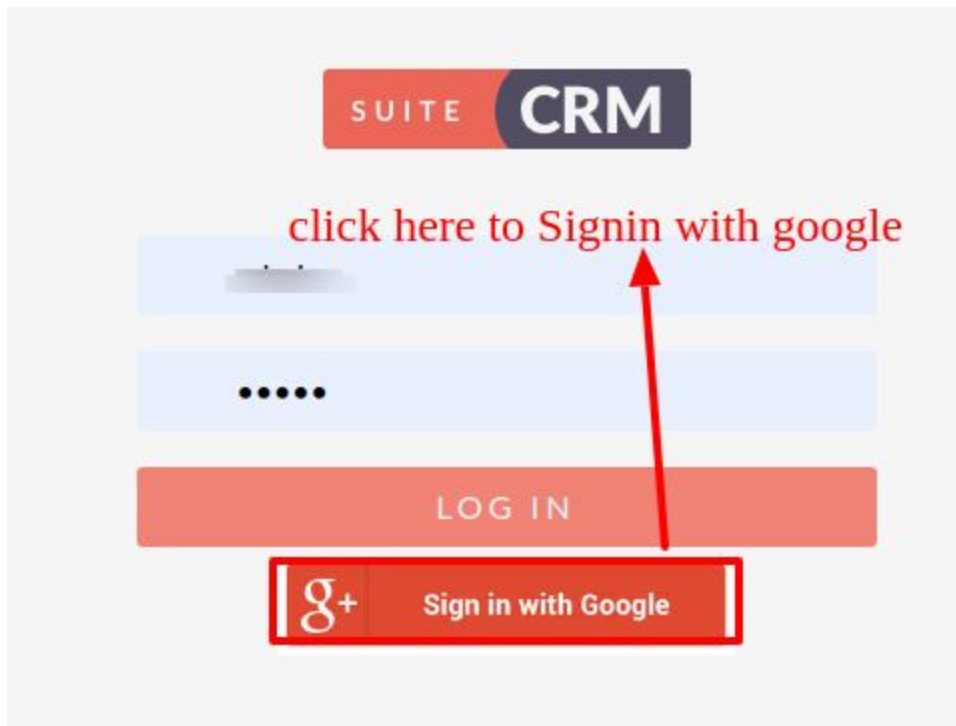 SUITE CRM
click here to Signin with google
•••••
LOG IN
g+ Sign in with Google